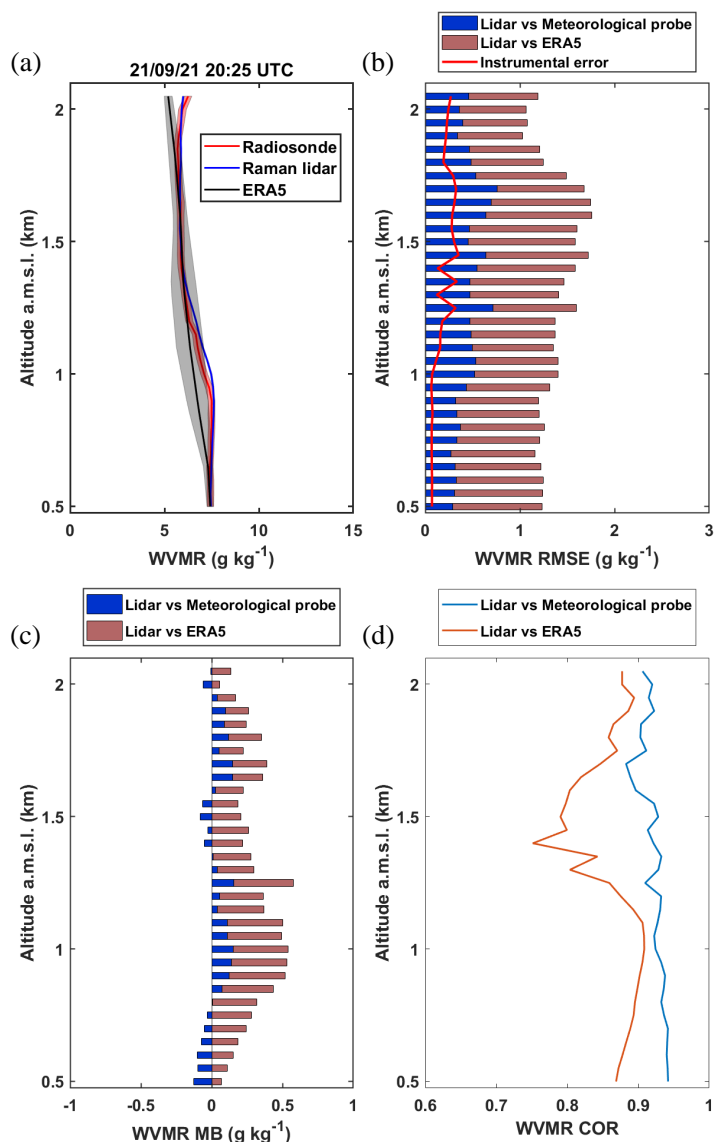 (a)
21/09/21 20:25 UTC
Radiosonde
Raman lidar
ERA5
2
1.5
1
0.5
Altitude a.m.s.l. (km)
0
5
10
15
WVMR (g kg⁻¹)
(b)
Lidar vs Meteorological probe
Lidar vs ERA5
Instrumental error
2
1.5
1
0.5
Altitude a.m.s.l. (km)
0
1
2
3
WVMR RMSE (g kg⁻¹)
(c)
Lidar vs Meteorological probe
Lidar vs ERA5
2
1.5
1
0.5
Altitude a.m.s.l. (km)
-1
-0.5
0
0.5
1
WVMR MB (g kg⁻¹)
(d)
Lidar vs Meteorological probe
Lidar vs ERA5
2
1.5
1
0.5
Altitude a.m.s.l. (km)
0.6
0.7
0.8
0.9
1
WVMR COR